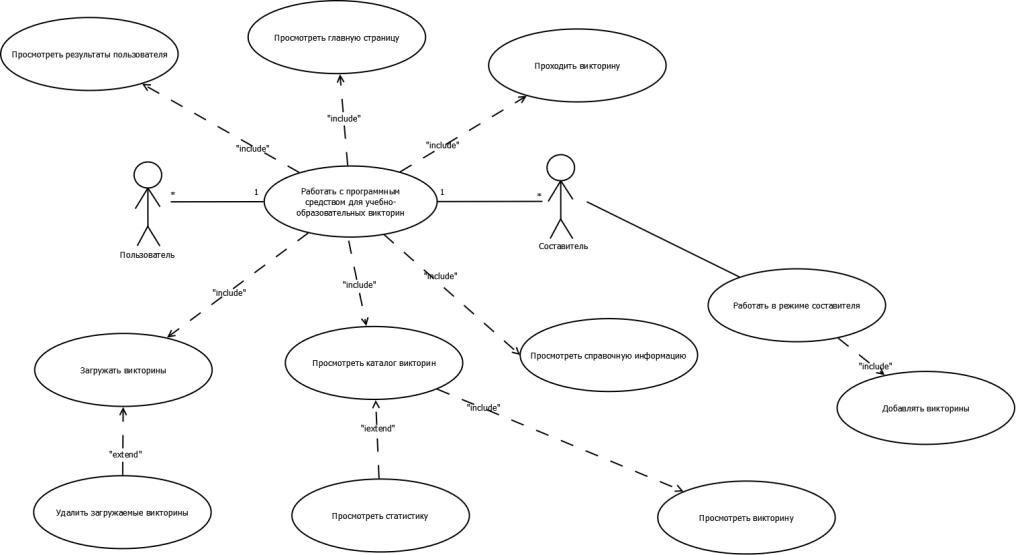 Просмотреть главную страницу
Просмотреть результаты пользователя
Проходить викторину
"include"
"include"
"include"
*
1
Работать с программным
средством для учебно-
образовательных викторин
1
*
Пользователь
Составитель
"include"
"include"
"include"
Работать в режиме составителя
Загружать викторины
Просмотреть каталог викторин
Просмотреть справочную информацию
"include"
"include"
Добавлять викторины
"extend"
"iextend"
Удалить загружаемые викторины
Просмотреть статистику
Просмотреть викторину